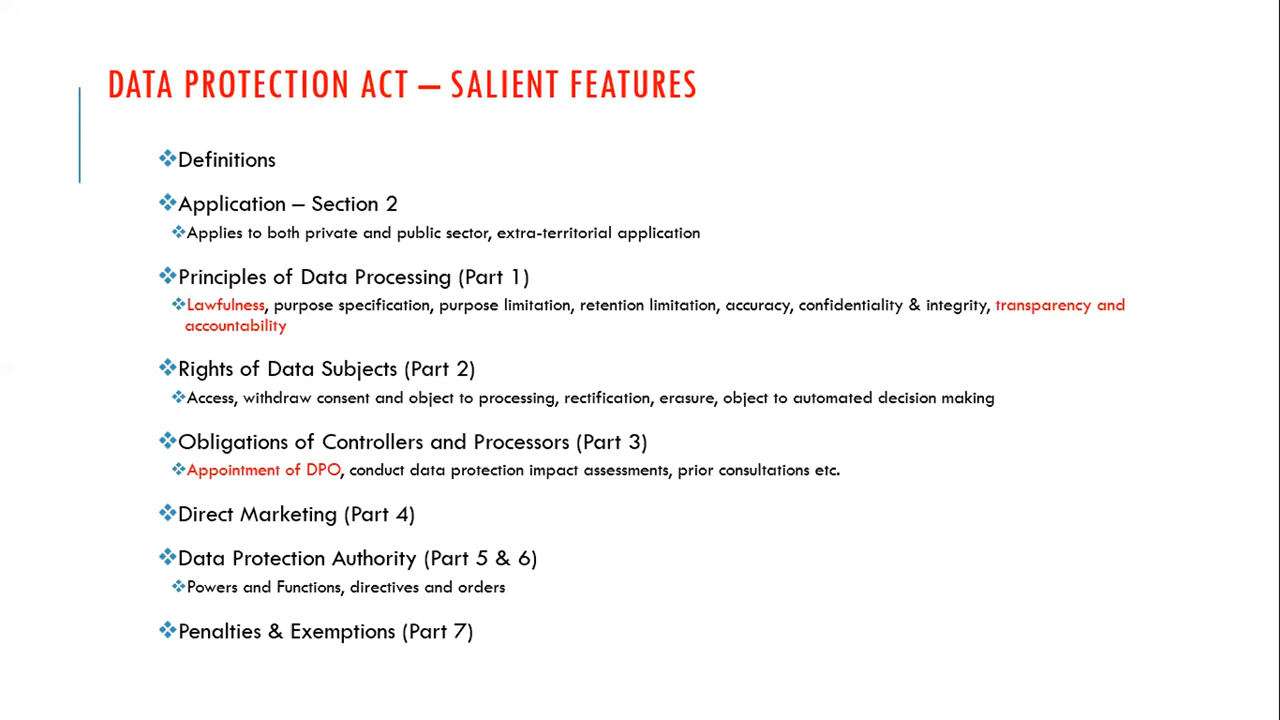 DATA PROTECTION ACT – SALIENT FEATURES
❖Definitions
❖Application – Section 2
❖Applies to both private and public sector, extra-territorial application
❖Principles of Data Processing (Part 1)
❖Lawfulness, purpose specification, purpose limitation, retention limitation, accuracy, confidentiality & integrity, transparency and
accountability
❖Rights of Data Subjects (Part 2)
❖Access, withdraw consent and object to processing, rectification, erasure, object to automated decision making
❖Obligations of Controllers and Processors (Part 3)
❖Appointment of DPO, conduct data protection impact assessments, prior consultations etc.
❖Direct Marketing (Part 4)
❖Data Protection Authority (Part 5 & 6)
❖Powers and Functions, directives and orders
❖Penalties & Exemptions (Part 7)